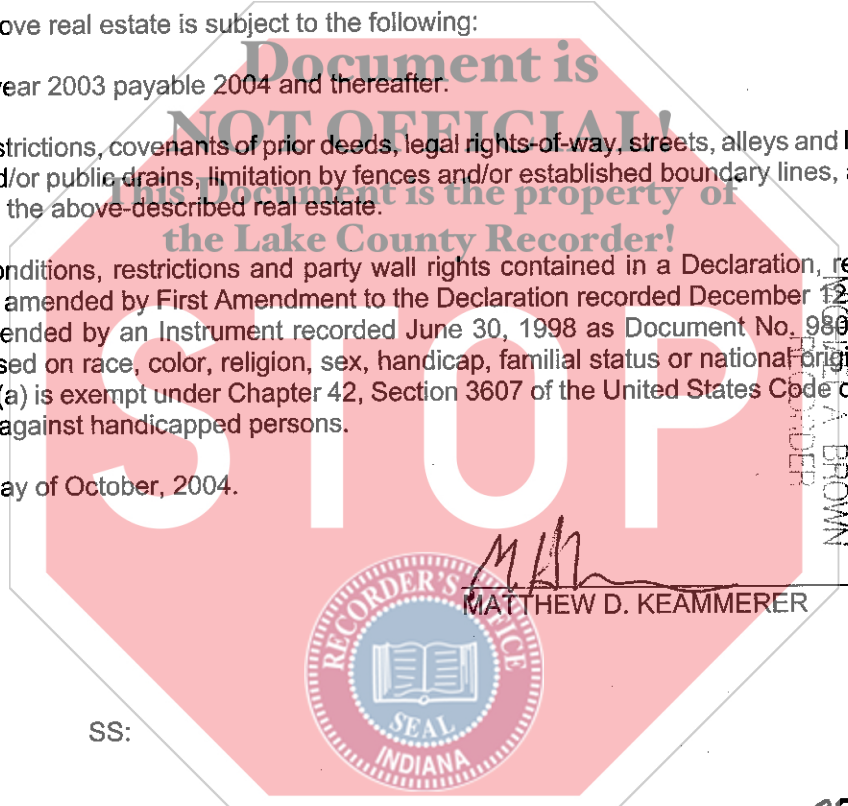 ove real estate is subject to the following:
Document is
ear 2003 payable 2004 and thereafter.
NOT OFFICIAL!
strictions, covenants of prior deeds, legal rights-of-way, streets, alleys and
d/or public drains, limitation by fences and/or established boundary lines,
This Document is the property of
the above-described real estate.
the Lake County Recorder!
onditions, restrictions and party wall rights contained in a Declaration, re
amended by First Amendment to the Declaration recorded December 12
ended by an Instrument recorded June 30, 1998 as Document No. 980
sed on race, color, religion, sex, handicap, familial status or national origi
(a) is exempt under Chapter 42, Section 3607 of the United States Code
against handicapped persons.
STOP
A BROWN
RECORDER
ay of October, 2004.
MATTHEW D. KEAMMERER
RECORDER'S OFFICE
SEAL
INDIANA
SS: